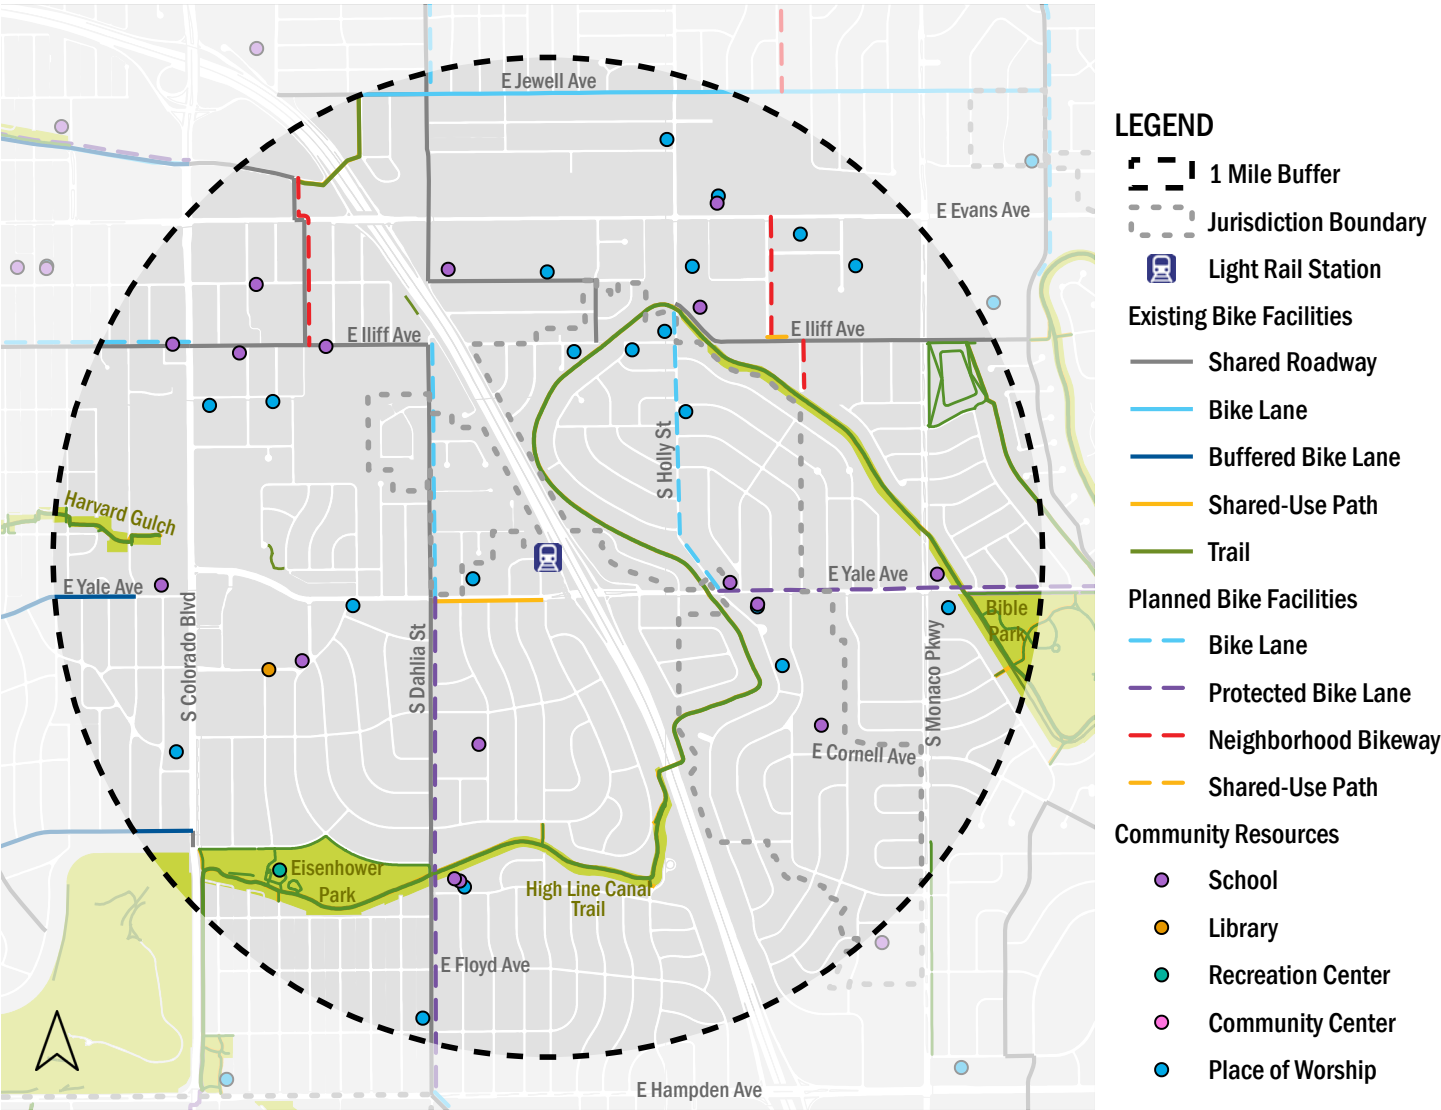 E Jewell Ave
E Evans Ave
E Iliff Ave
E Iliff Ave
S Holly St
Harvard Gulch
E Yale Ave
E Yale Ave
Bible
Park
S Colorado Blvd
S Dahlia St
S Monaco Pkwy
E Cornell Ave
Eisenhower
Park
High Line Canal
Trail
E Floyd Ave
E Hampden Ave
LEGEND
1 Mile Buffer
Jurisdiction Boundary
Light Rail Station
Existing Bike Facilities
Shared Roadway
Bike Lane
Buffered Bike Lane
Shared-Use Path
Trail
Planned Bike Facilities
Bike Lane
Protected Bike Lane
Neighborhood Bikeway
Shared-Use Path
Community Resources
School
Library
Recreation Center
Community Center
Place of Worship